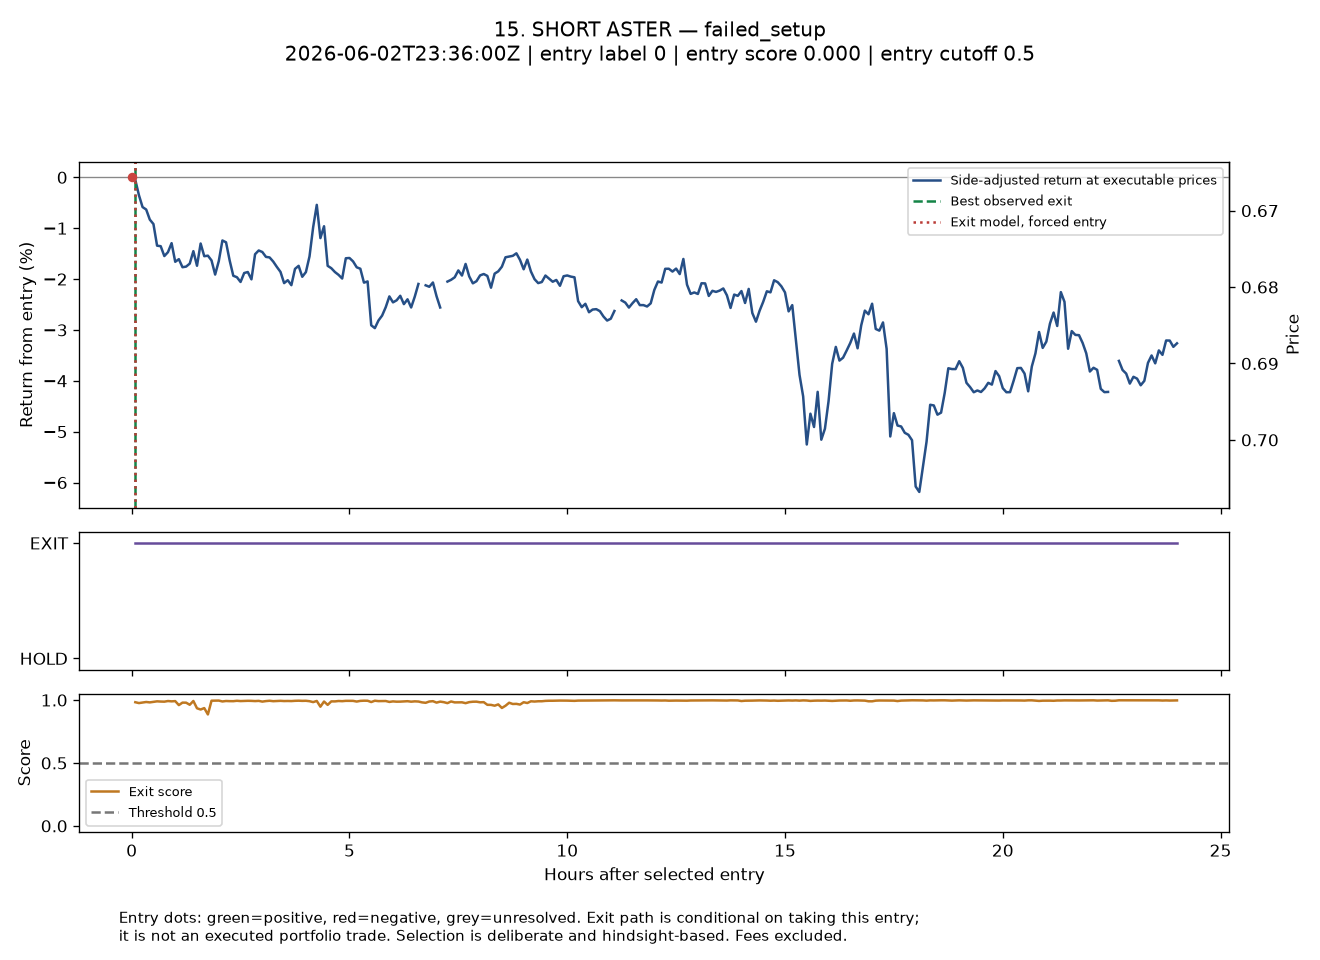 15. SHORT ASTER — failed_setup
2026-06-02T23:36:00Z | entry label 0 | entry score 0.000 | entry cutoff 0.5
Return from entry (%)
0
−1
−2
−3
−4
−5
−6
Side-adjusted return at executable prices
Best observed exit
Exit model, forced entry
0.67
0.68
0.69
0.70
Price
EXIT
HOLD
Score
1.0
0.5
0.0
Exit score
Threshold 0.5
0 5 10 15 20 25
Hours after selected entry
Entry dots: green=positive, red=negative, grey=unresolved. Exit path is conditional on taking this entry;
it is not an executed portfolio trade. Selection is deliberate and hindsight-based. Fees excluded.